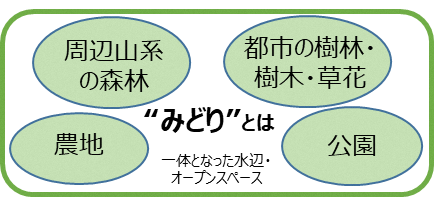 周辺山系
の森林
都市の樹林・
樹木・草花
“みどり”とは
農地
一体となった水辺・
オープンスペース
公園